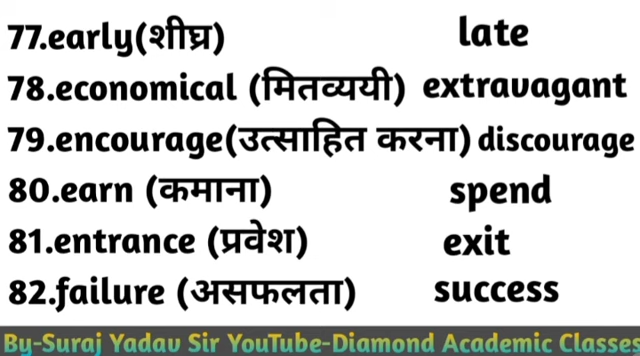 77.early(शीघ्र) late
78.economical (मितव्ययी) extravagant
79.encourage(उत्साहित करना) discourage
80.earn (कमाना) spend
81.entrance (प्रवेश) exit
82.failure (असफलता) success
By-Suraj Yadav Sir YouTube-Diamond Academic Classes